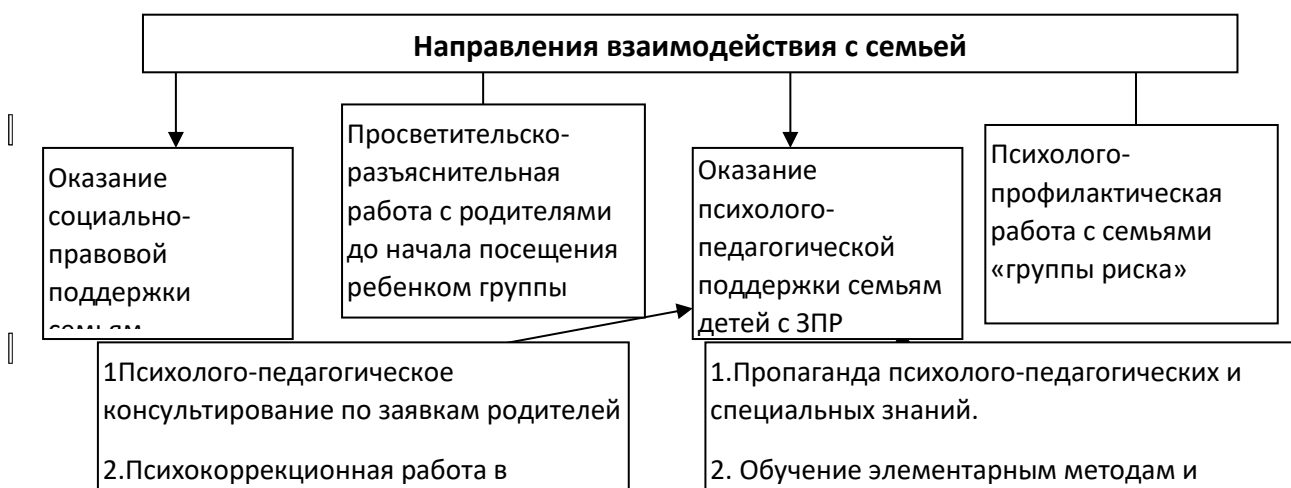 Направления взаимодействия с семьей
Оказание
социально-
правовой
поддержки
Просветительско-
разъяснительная
работа с родителями
до начала посещения
ребенком группы
Оказание
психолого-
педагогической
поддержки семьям
детей с ЗПР
Психолого-
профилактическая
работа с семьями
«группы риска»
1Психолого-педагогическое
консультирование по заявкам родителей
2.Психокоррекционная работа в
1.Пропаганда психолого-педагогических и
специальных знаний.
2. Обучение элементарным методам и